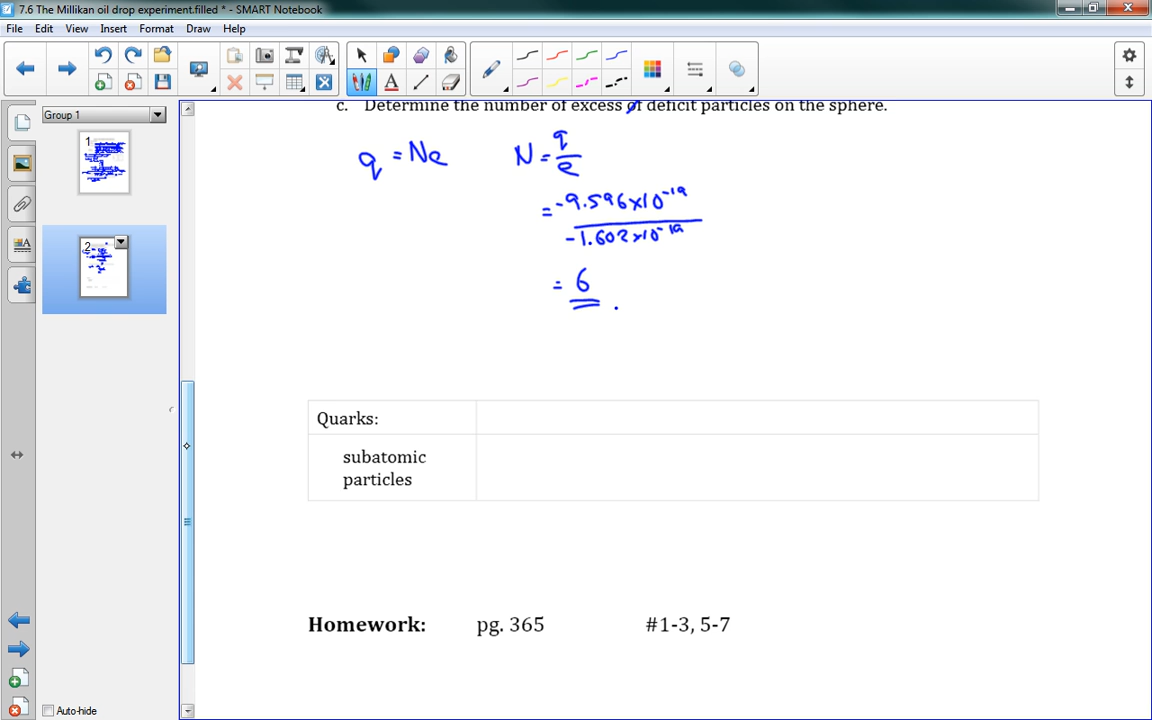 7.6 The Millikan oil drop experiment.filled * - SMART Notebook
File Edit View Insert Format Draw Help
Group 1
1
2
c. Determine the number of excess of deficit particles on the sphere.
q = Ne N = q/e
= -9.596×10⁻¹⁹
-1.602×10⁻¹⁹
= 6
Quarks:
subatomic
particles
Homework: pg. 365 #1-3, 5-7
Auto-hide